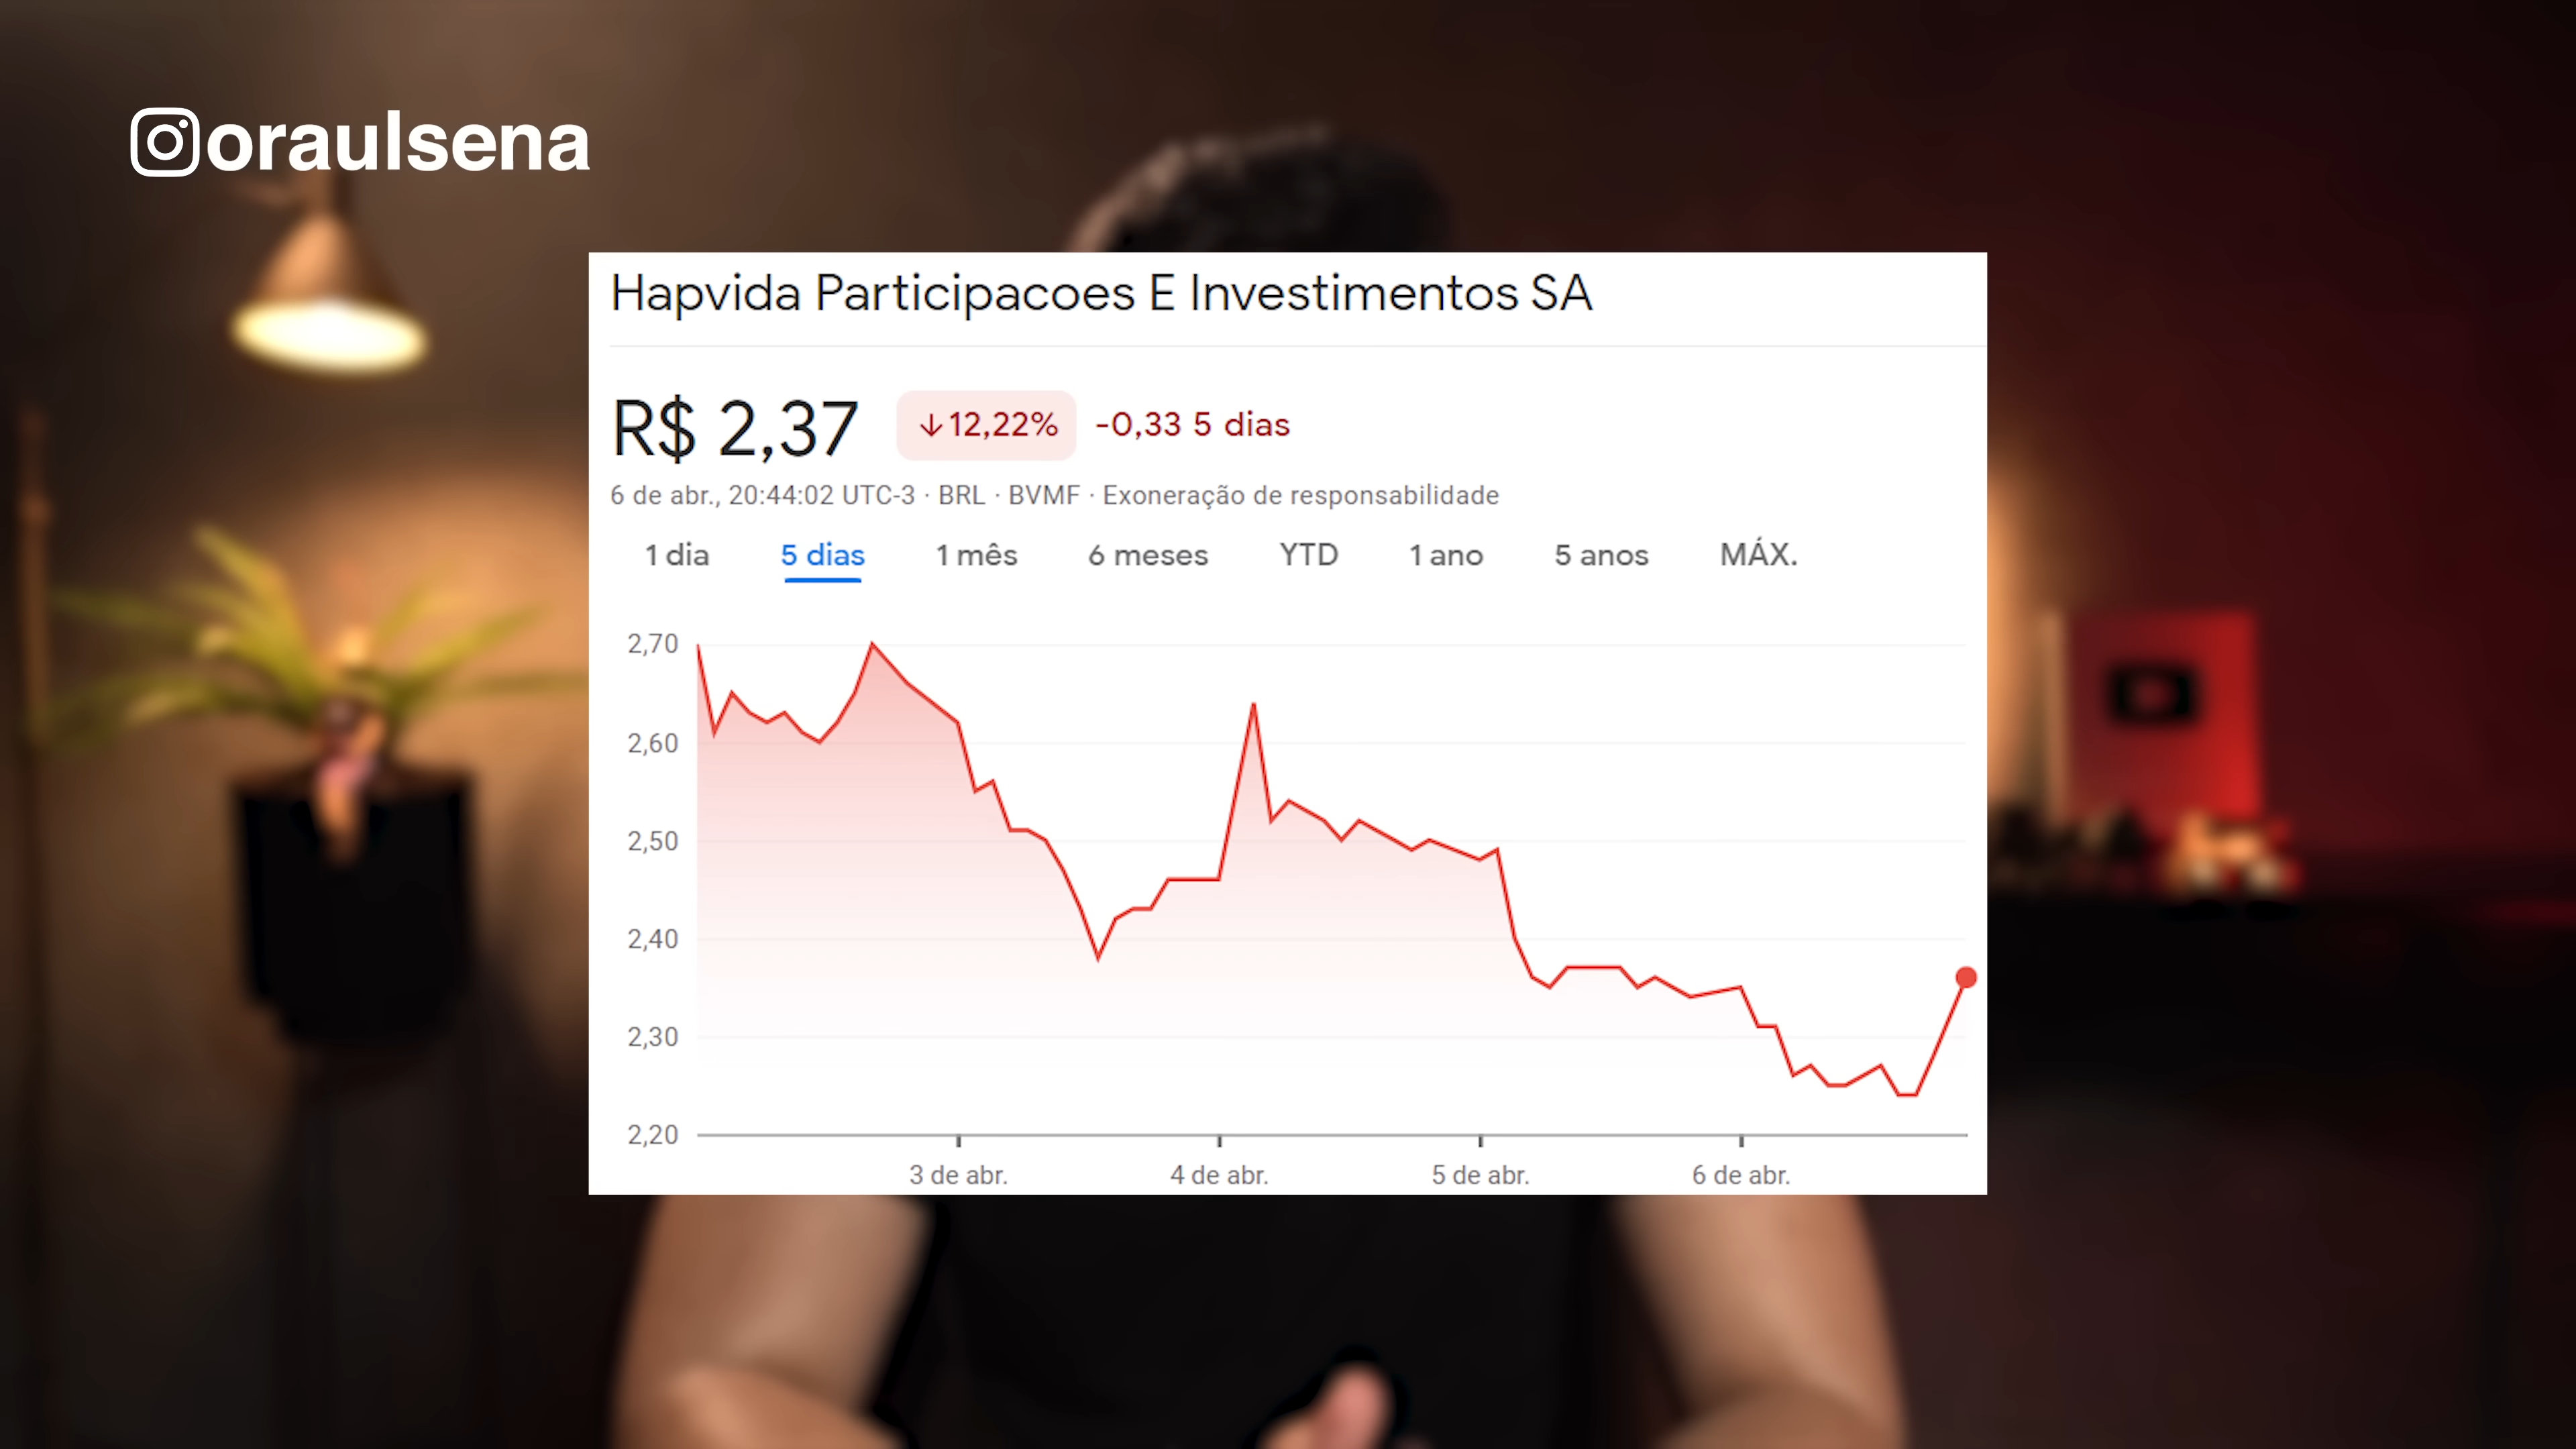 oraulsena
Hapvida Participacoes E Investimentos SA
R$ 2,37 ↓12,22% -0,33 5 dias
6 de abr., 20:44:02 UTC-3 · BRL · BVMF · Exoneração de responsabilidade
1 dia 5 dias 1 mês 6 meses YTD 1 ano 5 anos MÁX.
2,70
2,60
2,50
2,40
2,30
2,20
3 de abr. 4 de abr. 5 de abr. 6 de abr.